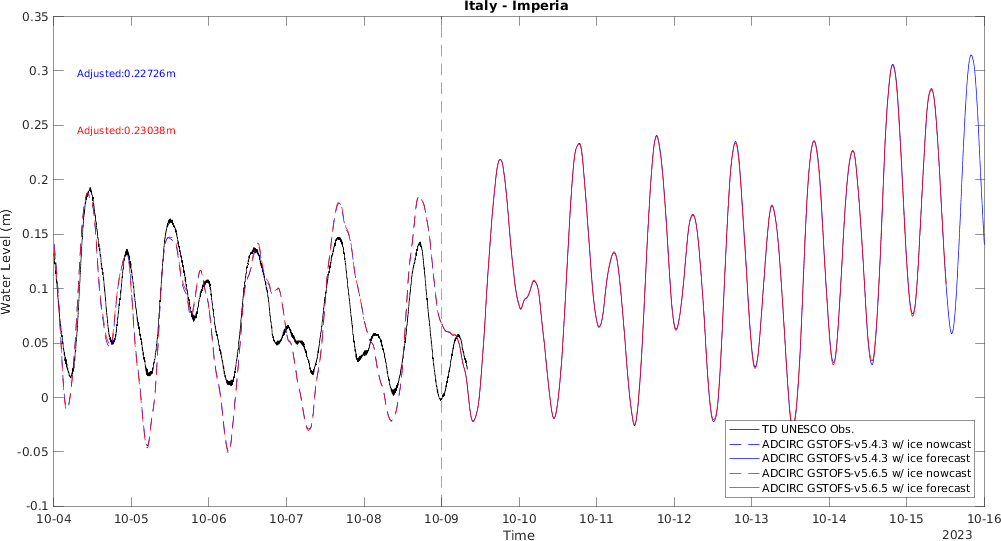 Italy - Imperia
0.35
0.3
0.25
0.2
0.15
0.1
0.05
0
-0.05
-0.1
Water Level (m)
Adjusted:0.22726m
Adjusted:0.23038m
TD UNESCO Obs.
ADCIRC GSTOFS-v5.4.3 w/ ice nowcast
ADCIRC GSTOFS-v5.4.3 w/ ice forecast
ADCIRC GSTOFS-v5.6.5 w/ ice nowcast
ADCIRC GSTOFS-v5.6.5 w/ ice forecast
10-04 10-05 10-06 10-07 10-08 10-09 10-10 10-11 10-12 10-13 10-14 10-15 10-16
Time
2023